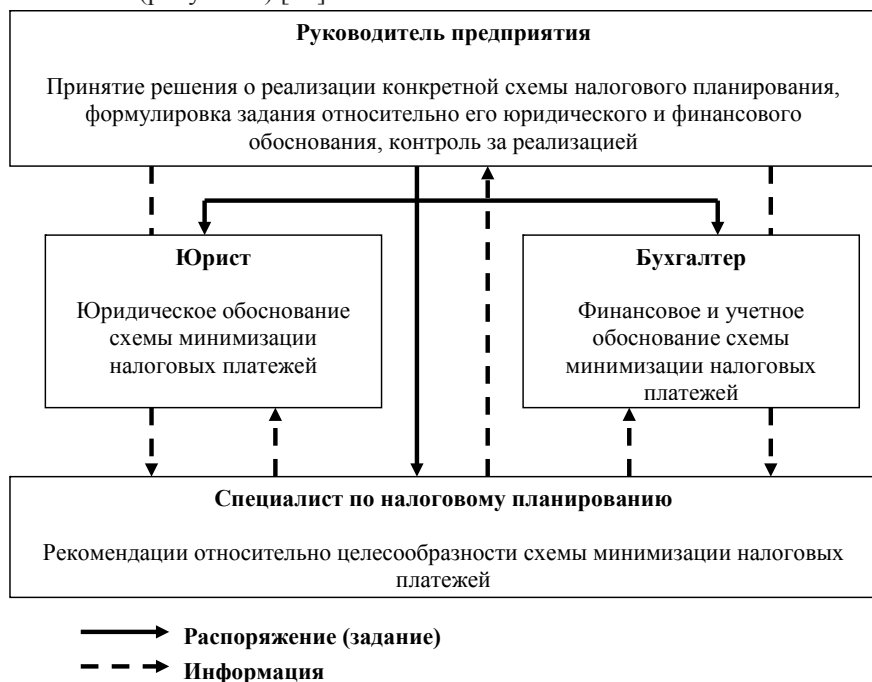 Руководитель предприятия
Принятие решения о реализации конкретной схемы налогового планирования,
формулировка задания относительно его юридического и финансового
обоснования, контроль за реализацией
Юрист
Юридическое обоснование
схемы минимизации
налоговых платежей
Бухгалтер
Финансовое и учетное
обоснование схемы
минимизации налоговых
платежей
Специалист по налоговому планированию
Рекомендации относительно целесообразности схемы минимизации налоговых
платежей
Распоряжение (задание)
Информация